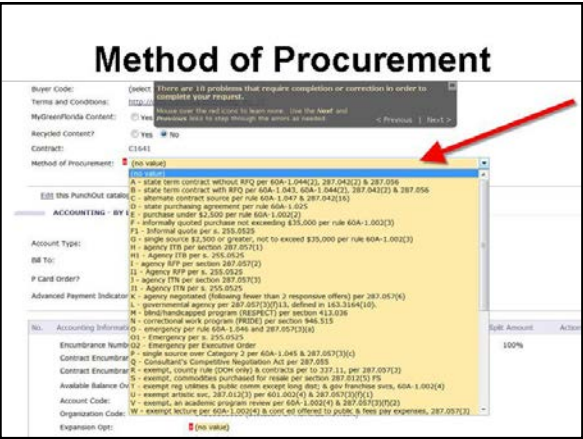 Method of Procurement
Buyer Code: (select
There are 10 problems that require completion or correction in order to
complete your request.
Terms and Conditions: http://
MyGreenFlorida Content: Yes
Mouse over the red icons to learn more. Use the Next and
Previous links to step through the errors as needed. < Previous | Next >
Recycled Content? Yes No
Contract: C1641
Method of Procurement: (no value)
(no value)
A - state term contract without RFQ per 60A-1.044(2), 287.042(2) & 287.056
B - state term contract with RFQ per 60A-1.043, 60A-1.044(2), 287.042(2) & 287.056
Edit this PunchOut catalo
C - alternate contract source per rule 60A-1.047 & 287.042(16)
D - state purchasing agreement per rule 60A-1.025
ACCOUNTING - BY
E - purchase under $2,500 per rule 60A-1.002(2)
F - informally quoted purchase not exceeding $35,000 per rule 60A-1.002(3)
F1 - Informal quote per s. 255.0525
Account Type:
G - single source $2,500 or greater, not to exceed $35,000 per rule 60A-1.002(3)
H - agency ITB per section 287.057(1)
Bill To:
H1 - Agency ITB per s. 255.0525
I - agency RFP per section 287.057(2)
I1 - Agency RFP per s. 255.0525
P Card Order?
J - agency ITN per section 287.057(3)
J1 - Agency ITN per s. 255.0525
Advanced Payment Indicator
K - agency negotiated (following fewer than 2 responsive offers) per 287.057(6)
L - governmental agency per 287.057(3)(f)13, defined in 163.3164(10).
M - blind/handicapped program (RESPECT) per section 413.036
N - correctional work program (PRIDE) per section 946.515
No. Accounting Informat
O - emergency per rule 60A-1.046 and 287.057(3)(a)
Split Amount Action
O1 - Emergency per s. 255.0525
Encumbrance Numb
O2 - Emergency per Executive Order
100%
P - single source over Category 2 per 60A-1.045 & 287.057(3)(c)
Contract Encumbrar
Q - Consultant's Competitive Negotiation Act per 287.055
Contract Encumbrar
R - exempt, county rule (DOH only) & contracts per to 337.11, per 287.057(3)
S - exempt, commodities purchased for resale per section 287.012(5) FS
Available Balance Ov
T - exempt reg utilities & public comm except long dist; & gov franchise svcs, 60A-1.002(4)
U - exempt artistic svc, 287.012(3) per 601.002(4) & 287.057(3)(f)(1)
Account Code:
V - exempt, an academic program review per 60A-1.002(4) & 287.057(3)(f)(2)
Organization Code:
W - exempt lecture per 60A-1.002(4) & cont ed offered to public & fees pay expenses, 287.057(3)
Expansion Opt: (no value)